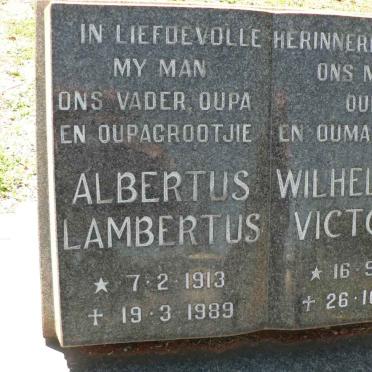 IN LIEFDEVOLLE HERINNER
MY MAN
ONS VADER, OUPA
EN OUPAGROOTJIE
ALBERTUS
LAMBERTUS
★ 7·2·1913
✝ 19·3·1989
ONS
OU
EN OUMA
WILHEL
VICTO
★ 16·9
✝ 26·1